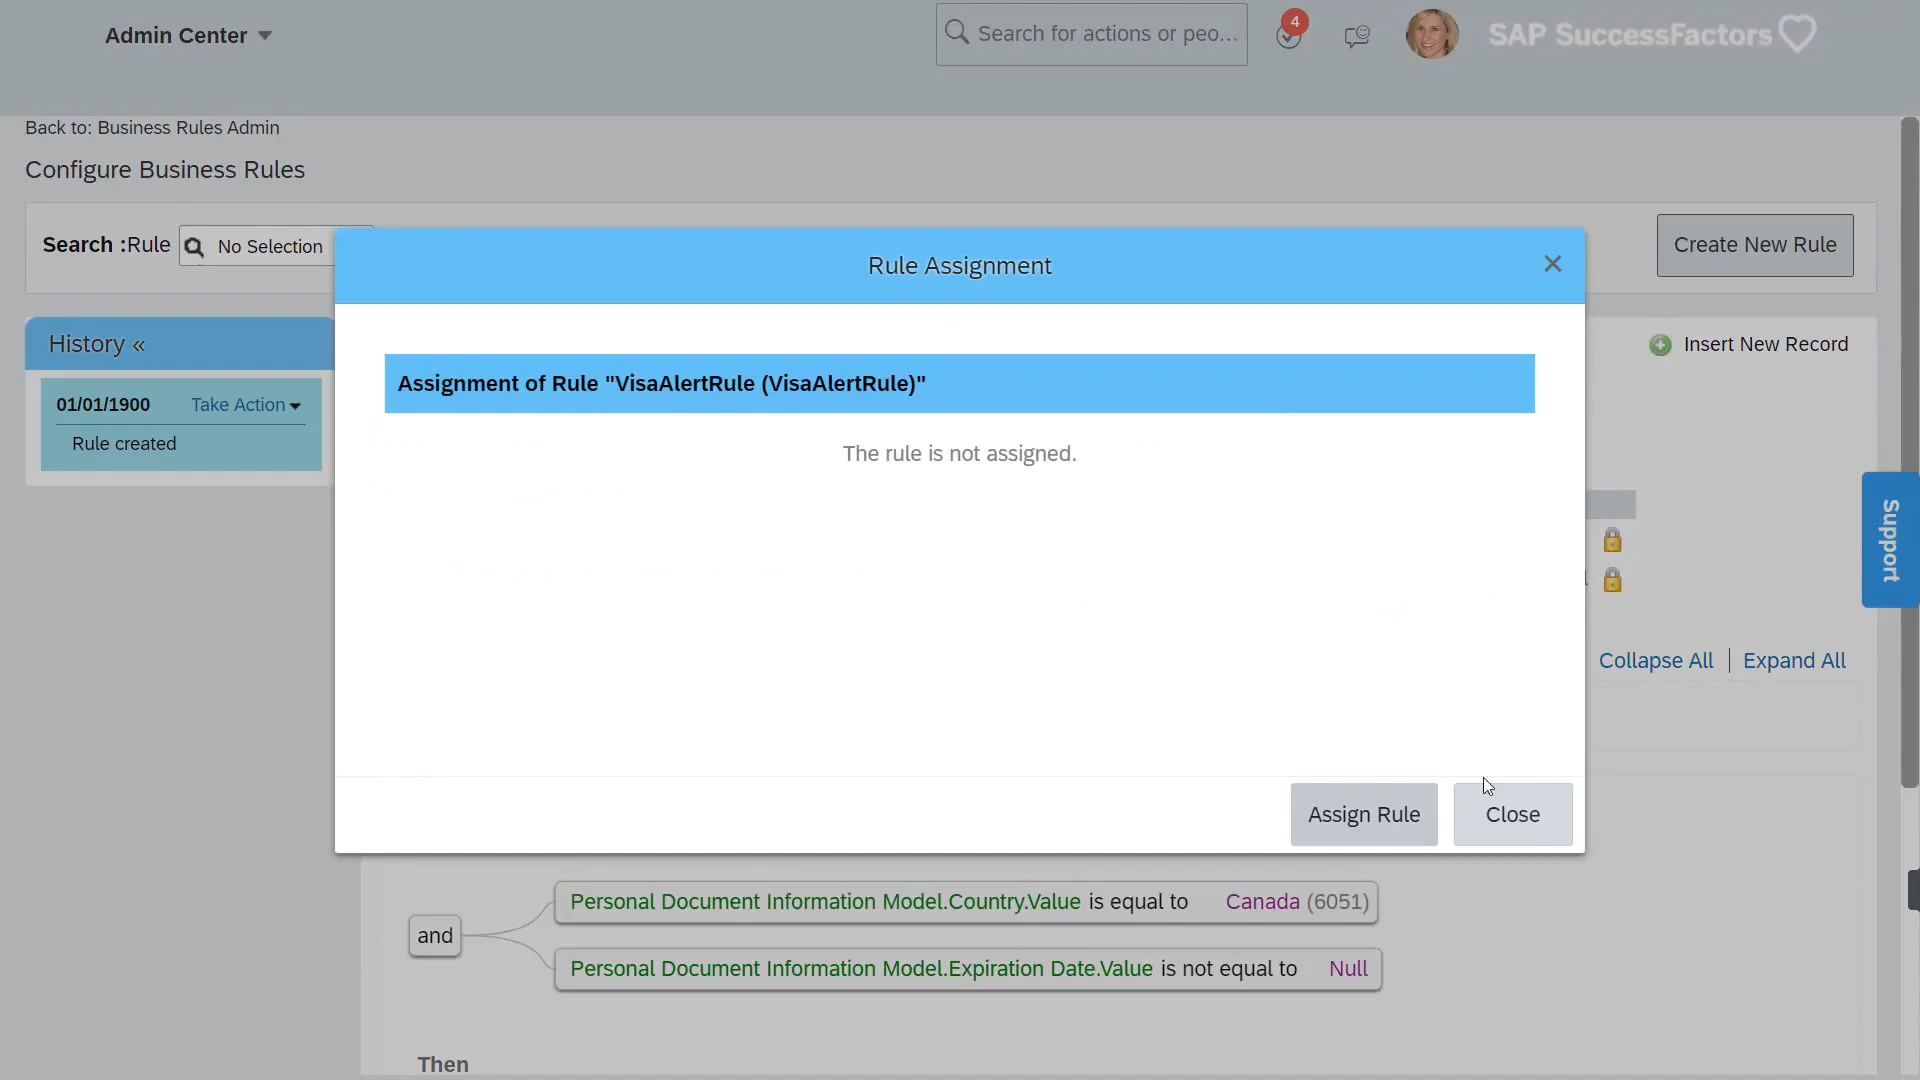 Admin Center
Search for actions or peo...
4
SAP SuccessFactors
Back to: Business Rules Admin
Configure Business Rules
Search :Rule
No Selection
Create New Rule
Rule Assignment
History «
Insert New Record
Assignment of Rule "VisaAlertRule (VisaAlertRule)"
01/01/1900
Take Action
Rule created
The rule is not assigned.
Support
Collapse All
Expand All
Assign Rule
Close
Personal Document Information Model.Country.Value is equal to Canada (6051)
and
Personal Document Information Model.Expiration Date.Value is not equal to Null
Then